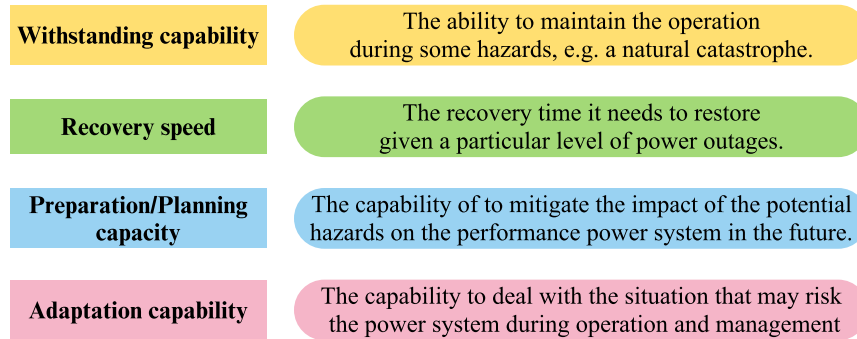 Withstanding capability
The ability to maintain the operation
during some hazards, e.g. a natural catastrophe.
Recovery speed
The recovery time it needs to restore
given a particular level of power outages.
Preparation/Planning
capacity
The capability of to mitigate the impact of the potential
hazards on the performance power system in the future.
Adaptation capability
The capability to deal with the situation that may risk
the power system during operation and management